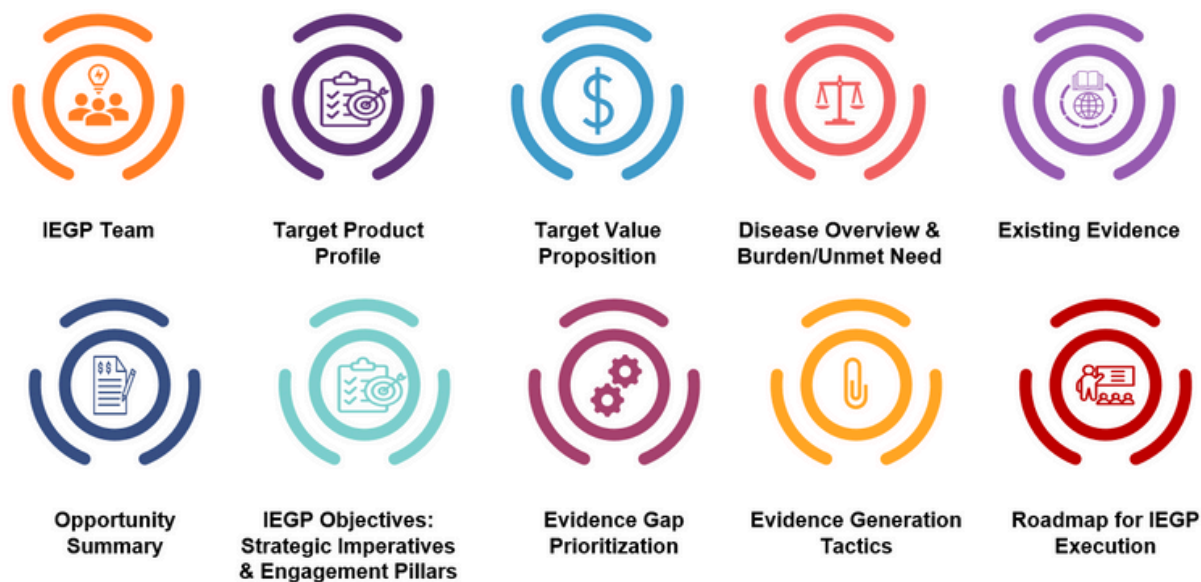 IEGP Team
Target Product
Profile
Target Value
Proposition
Disease Overview &
Burden/Unmet Need
Existing Evidence
Opportunity
Summary
IEGP Objectives:
Strategic Imperatives
& Engagement Pillars
Evidence Gap
Prioritization
Evidence Generation
Tactics
Roadmap for IEGP
Execution